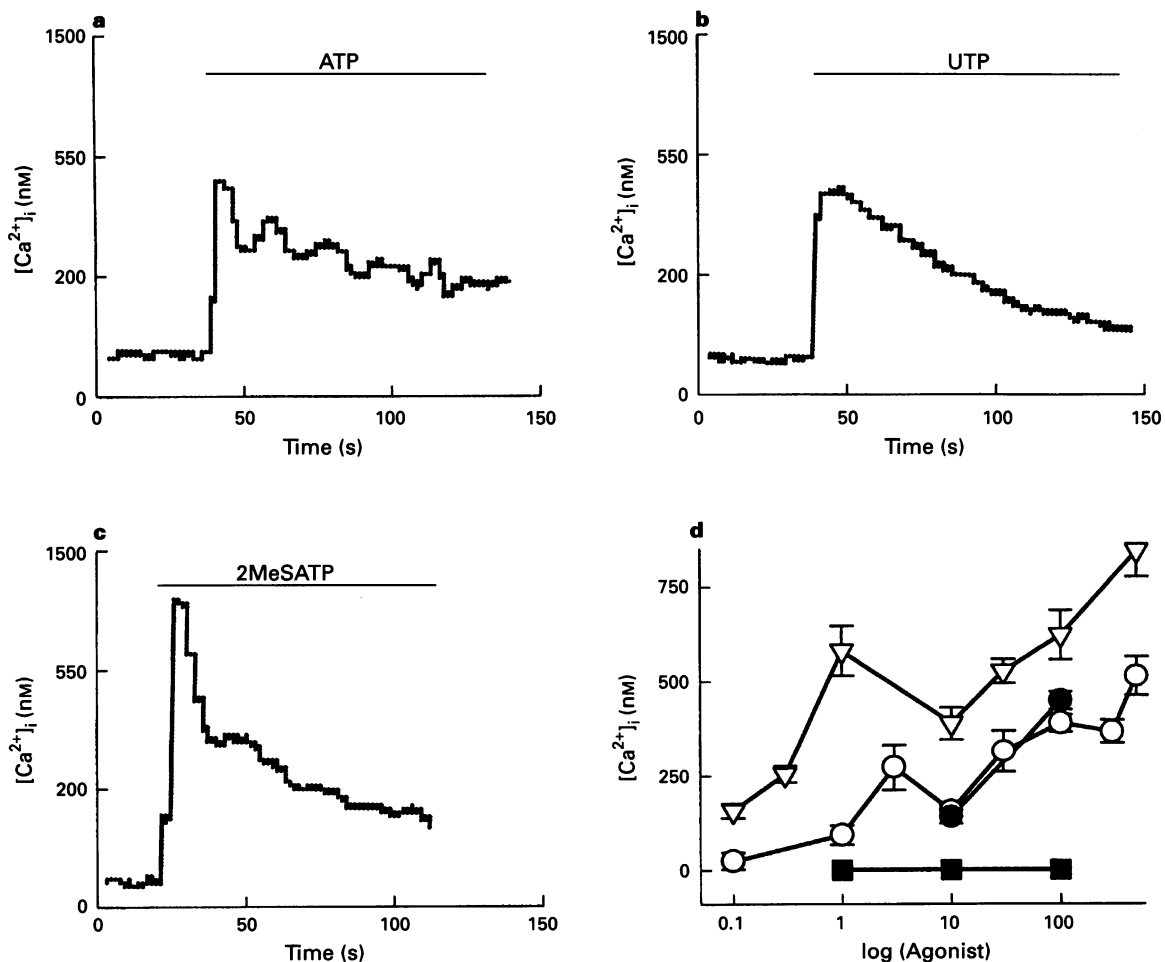 a
1500
ATP
550
[Ca2+]i (nM)
200
0
0 50 100 150
Time (s)
b
1500
UTP
550
[Ca2+]i (nM)
200
0
0 50 100 150
Time (s)
c
1500
2MeSATP
550
[Ca2+]i (nM)
200
0
0 50 100 150
Time (s)
d
750
500
[Ca2+]i (nM)
250
0
0.1 1 10 100
log (Agonist)